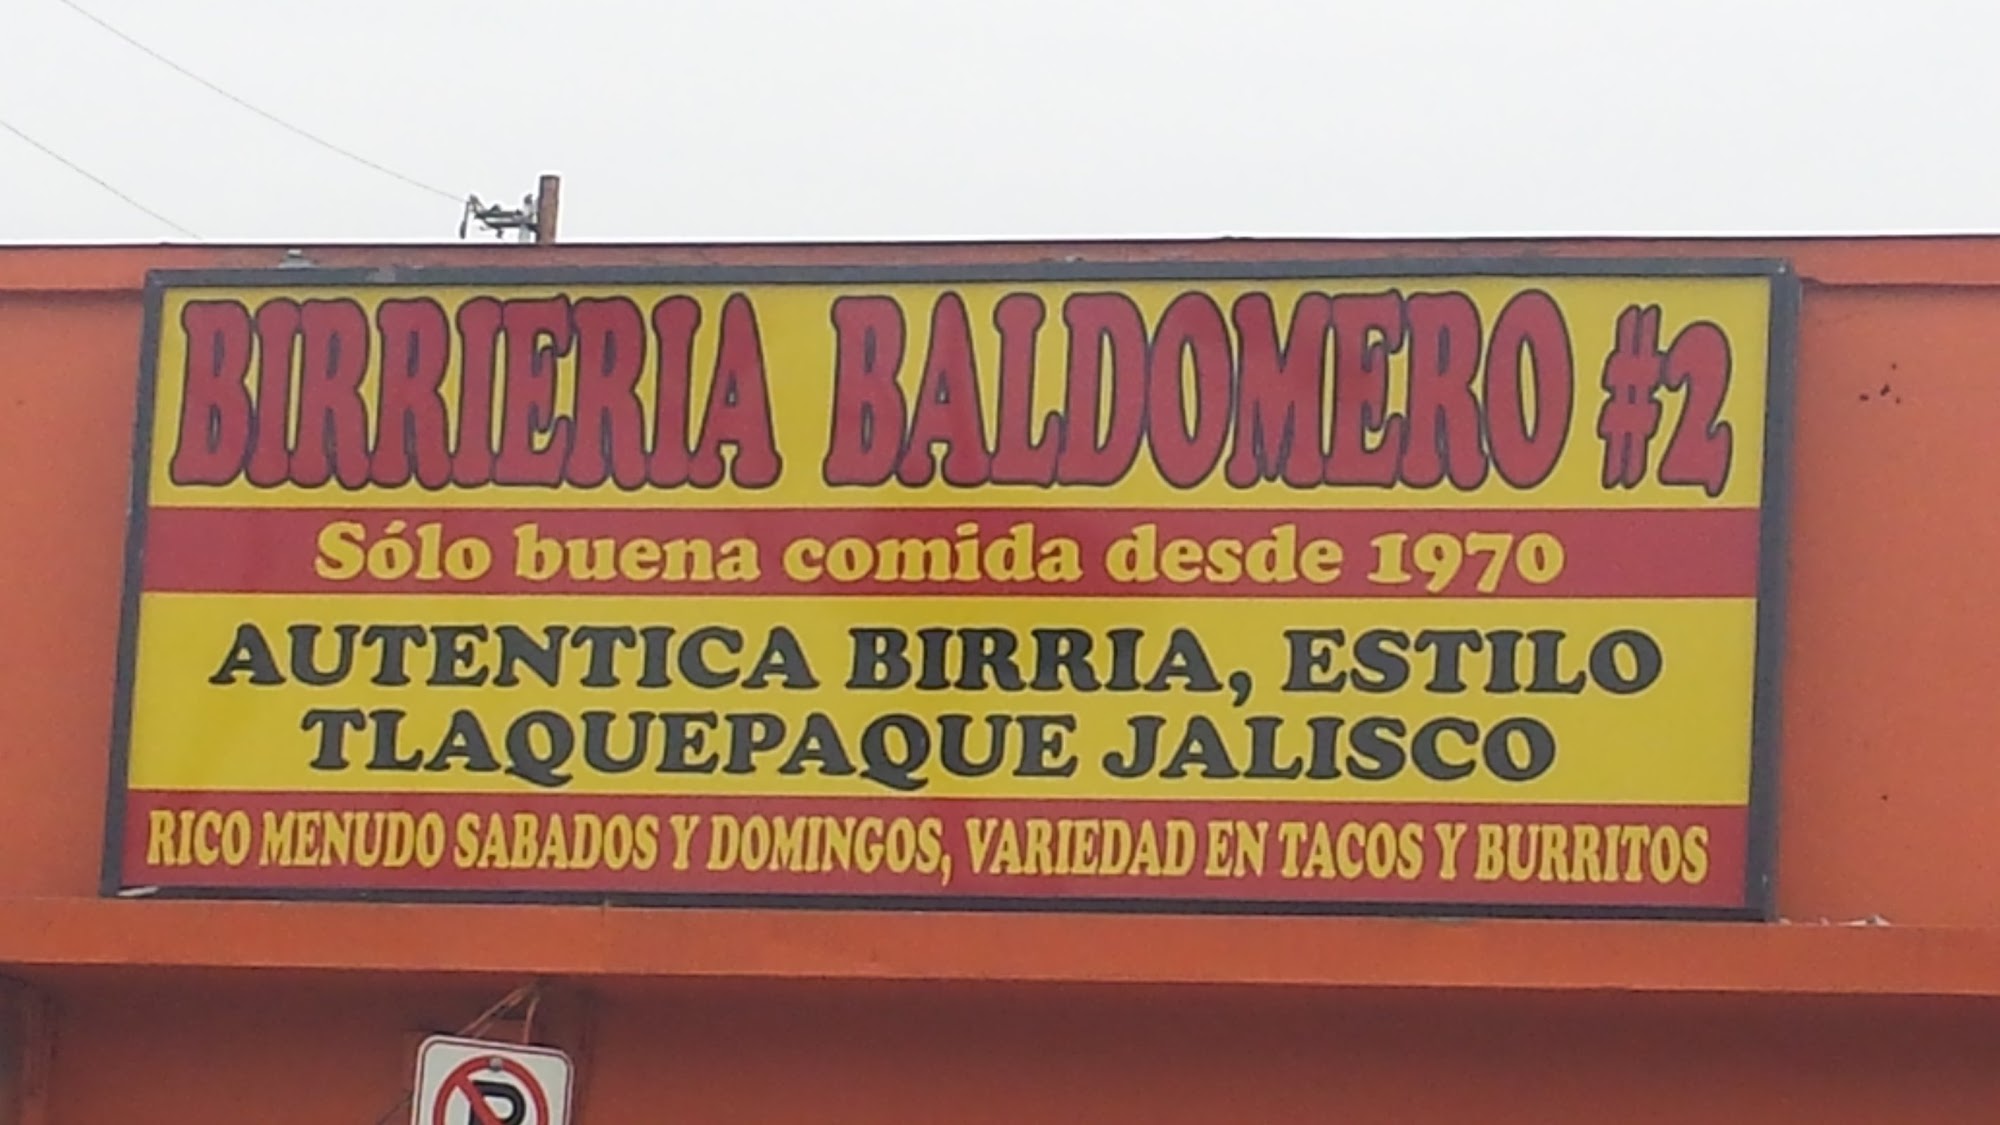 BIRRIERIA BALDOMERO #2
Sólo buena comida desde 1970
AUTENTICA BIRRIA, ESTILO
TLAQUEPAQUE JALISCO
RICO MENUDO SABADOS Y DOMINGOS, VARIEDAD EN TACOS Y BURRITOS
P